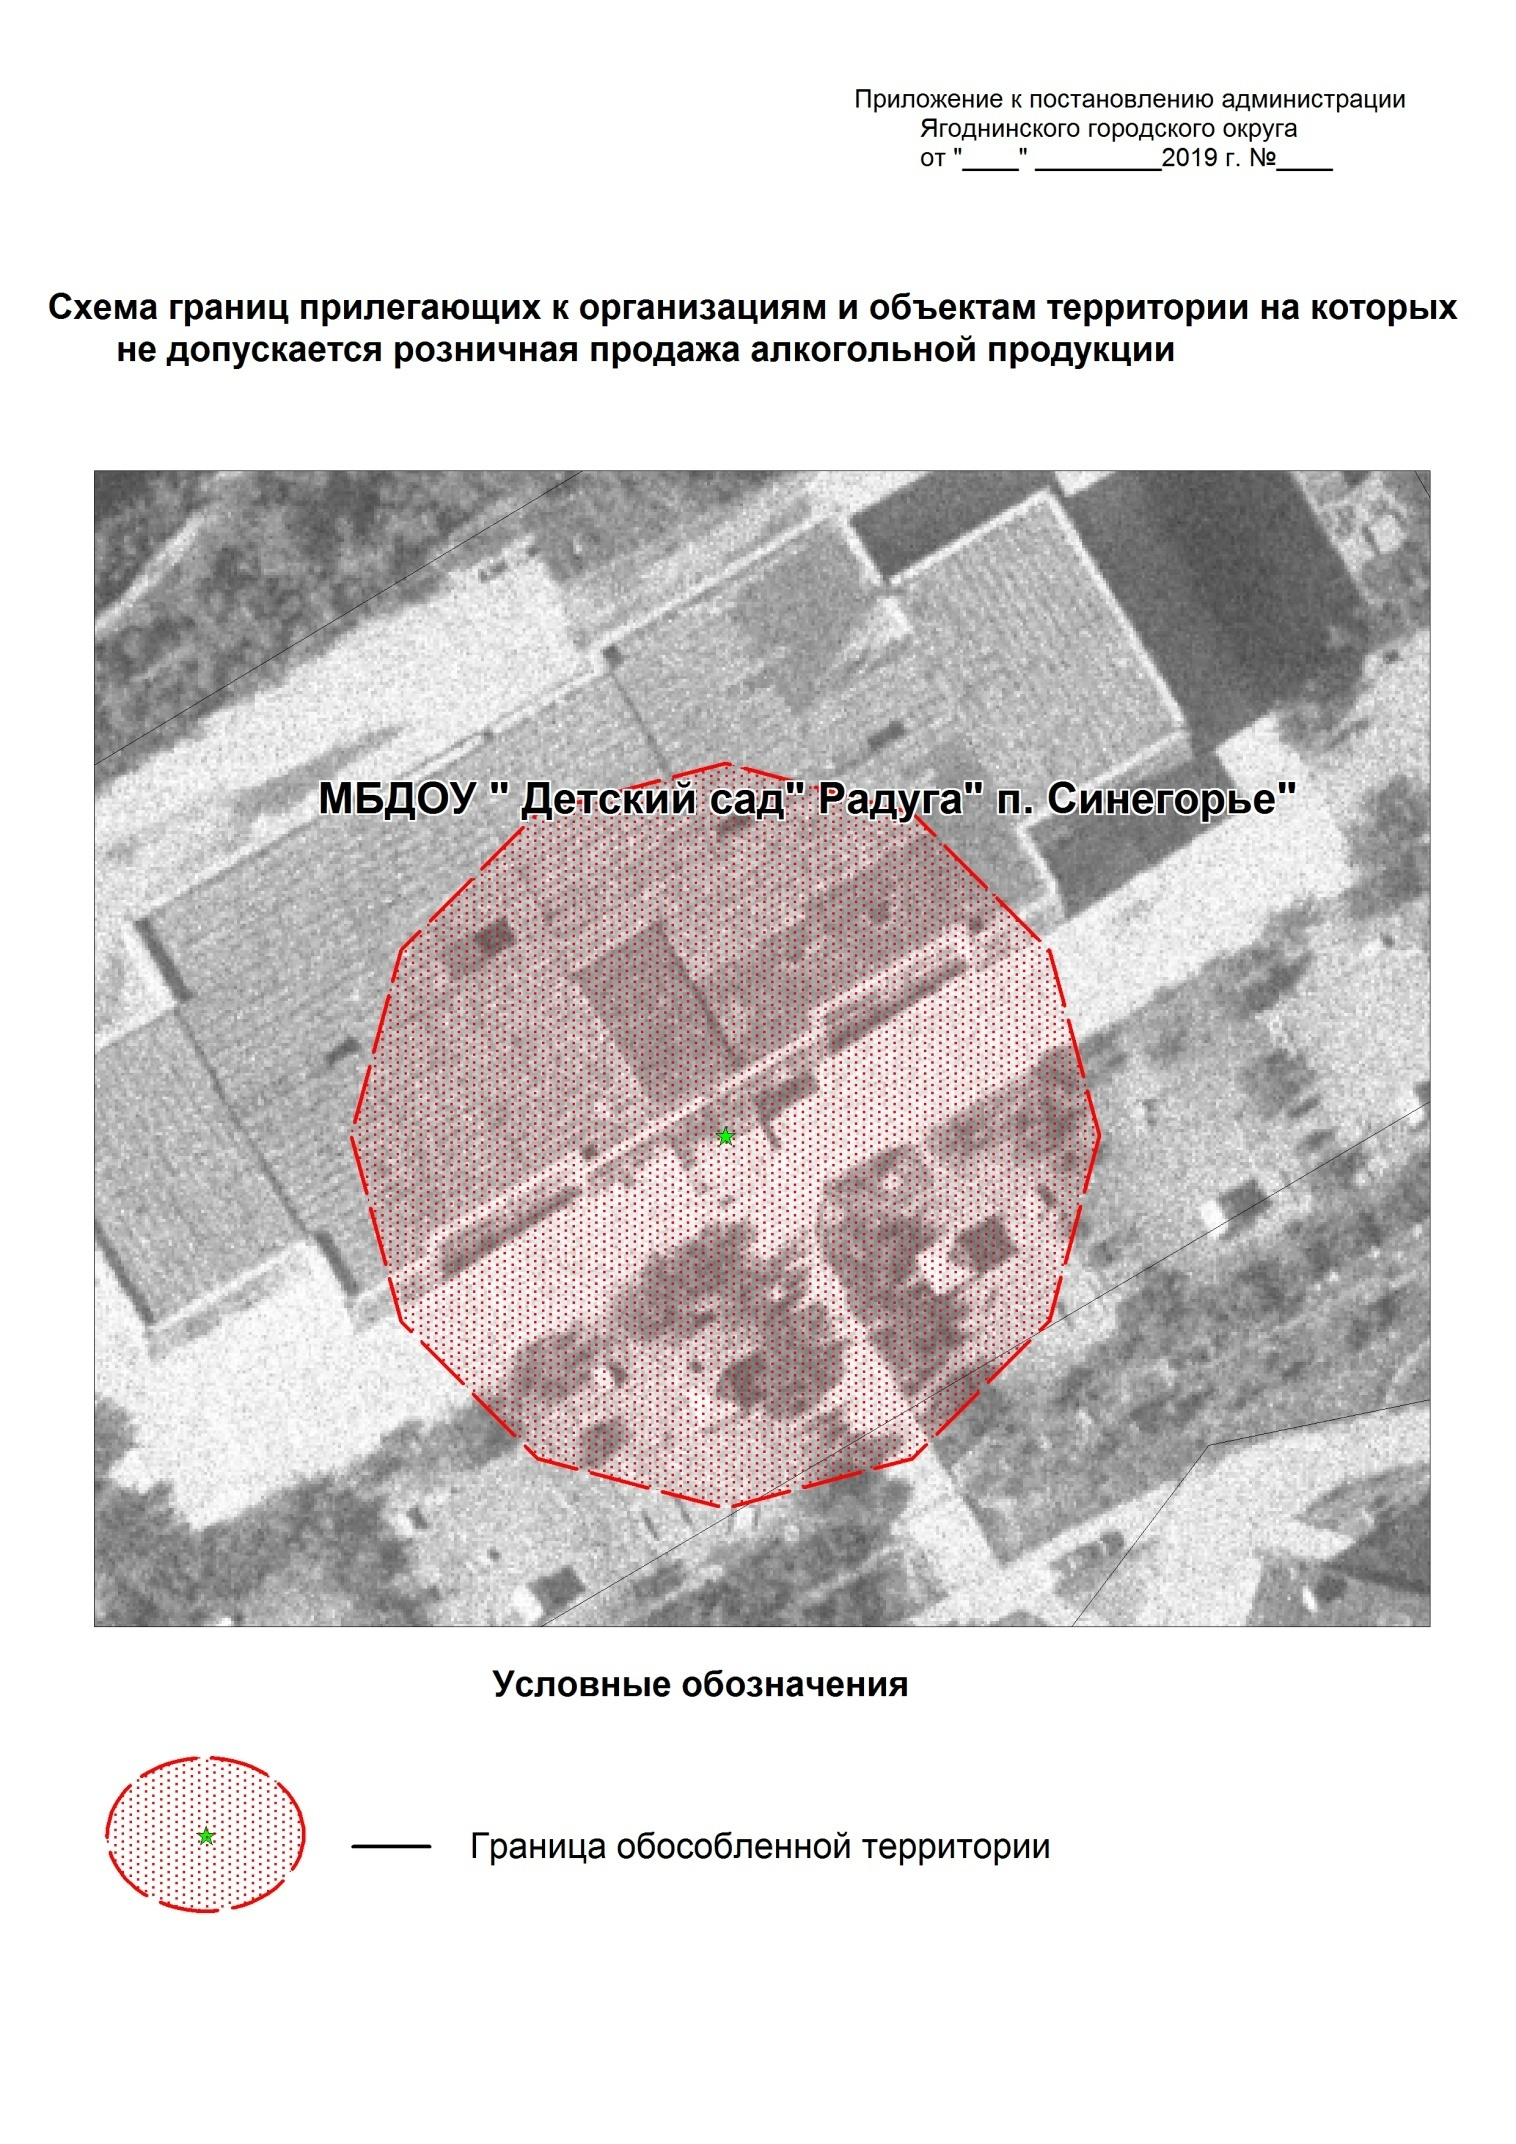 Приложение к постановлению администрации
Ягоднинского городского округа
от "____" _________2019 г. №____
Схема границ прилегающих к организациям и объектам территории на которых
не допускается розничная продажа алкогольной продукции
МБДОУ " Детский сад" Радуга" п. Синегорье"
Условные обозначения
Граница обособленной территории